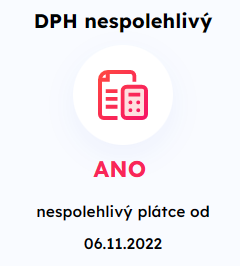 DPH nespolehlivý
ANO
nespolehlivý plátce od
06.11.2022